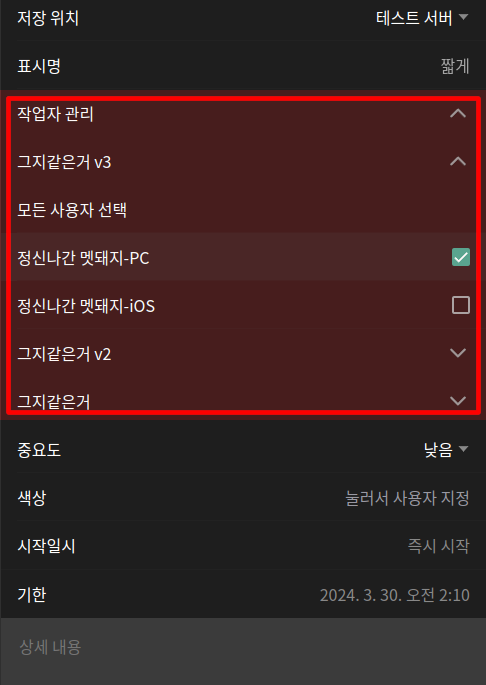 저장 위치 테스트 서버
표시명 짧게
작업자 관리
그지같은거 v3
모든 사용자 선택
정신나간 멧돼지-PC
정신나간 멧돼지-iOS
그지같은거 v2
그지같은거
중요도 낮음
색상 눌러서 사용자 지정
시작일시 즉시 시작
기한 2024. 3. 30. 오전 2:10
상세 내용